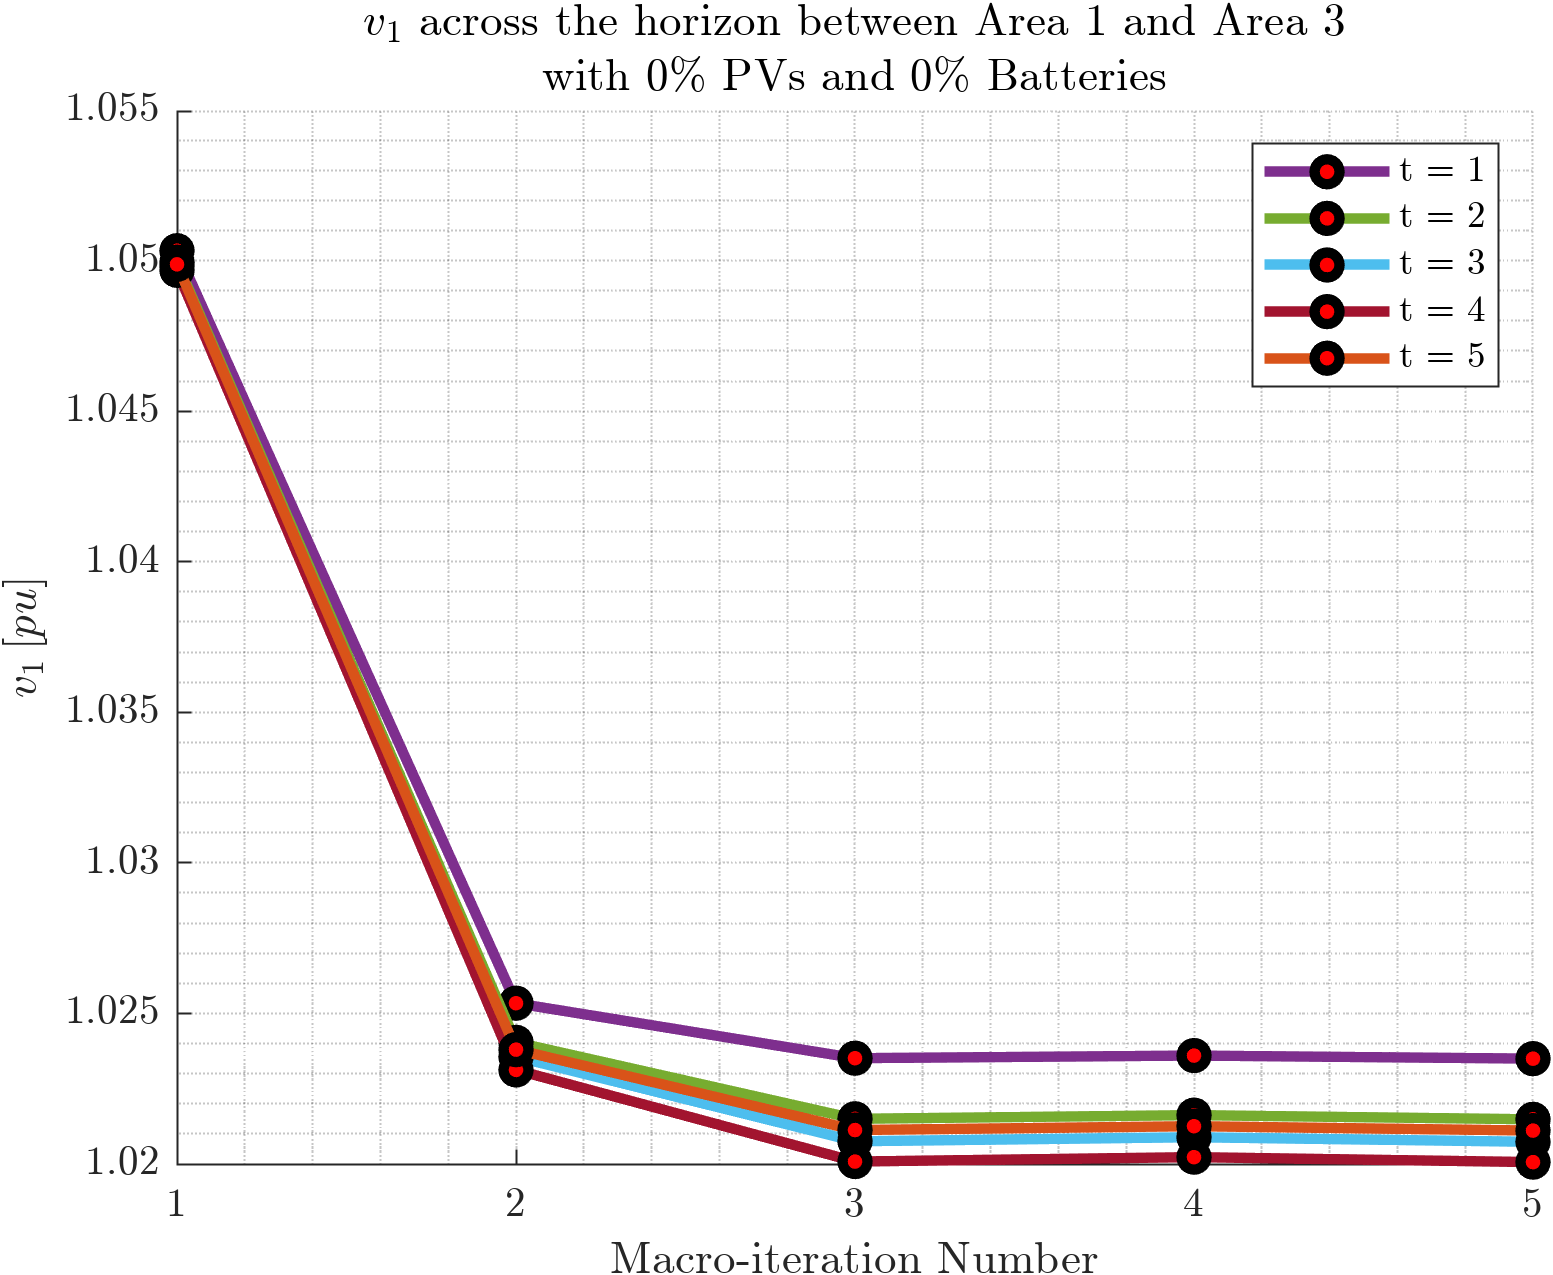 v₁ across the horizon between Area 1 and Area 3
with 0% PVs and 0% Batteries
1.055
1.05
1.045
1.04
1.035
1.03
1.025
1.02
v₁ [pu]
t = 1
t = 2
t = 3
t = 4
t = 5
1 2 3 4 5
Macro-iteration Number